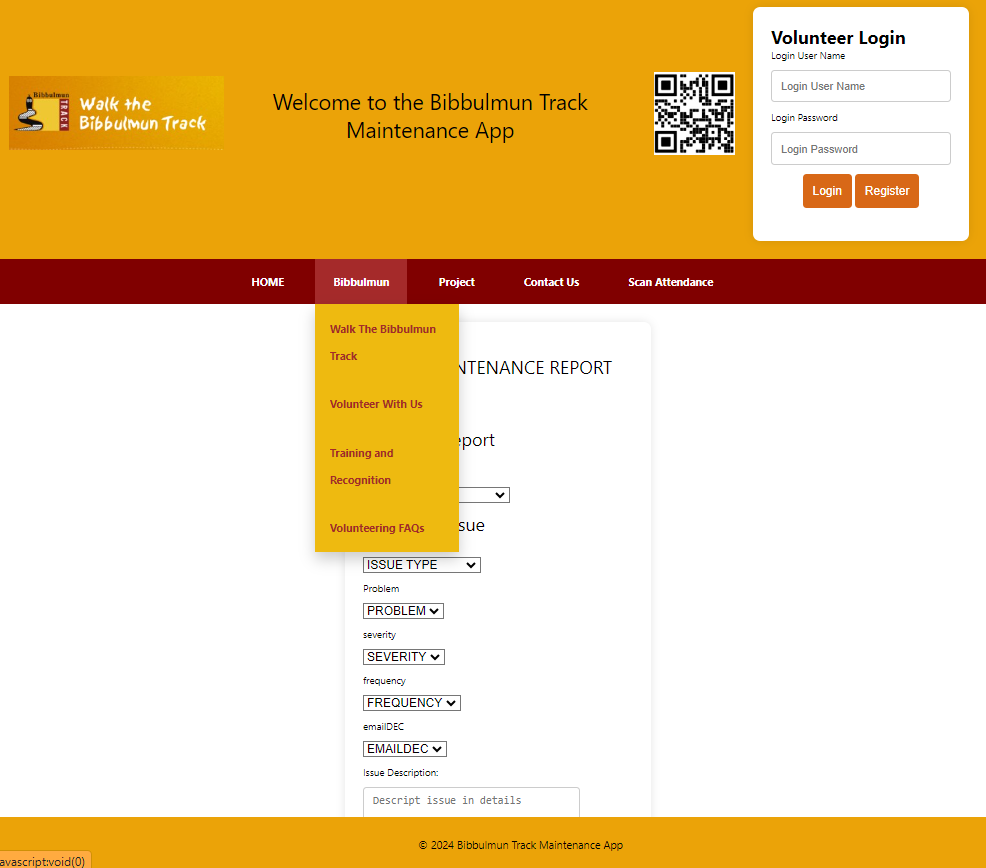 Bibbulmun
TRACK
Walk the
Bibbulmun Track
Welcome to the Bibbulmun Track
Maintenance App
Volunteer Login
Login User Name
Login User Name
Login Password
Login Password
Login Register
HOME Bibbulmun Project Contact Us Scan Attendance
Walk The Bibbulmun
Track
Volunteer With Us
Training and
Recognition
Volunteering FAQs
NTENANCE REPORT
eport
sue
ISSUE TYPE
Problem
PROBLEM
severity
SEVERITY
frequency
FREQUENCY
emailDEC
EMAILDEC
Issue Description:
Descript issue in details
© 2024 Bibbulmun Track Maintenance App
avascript:void(0)